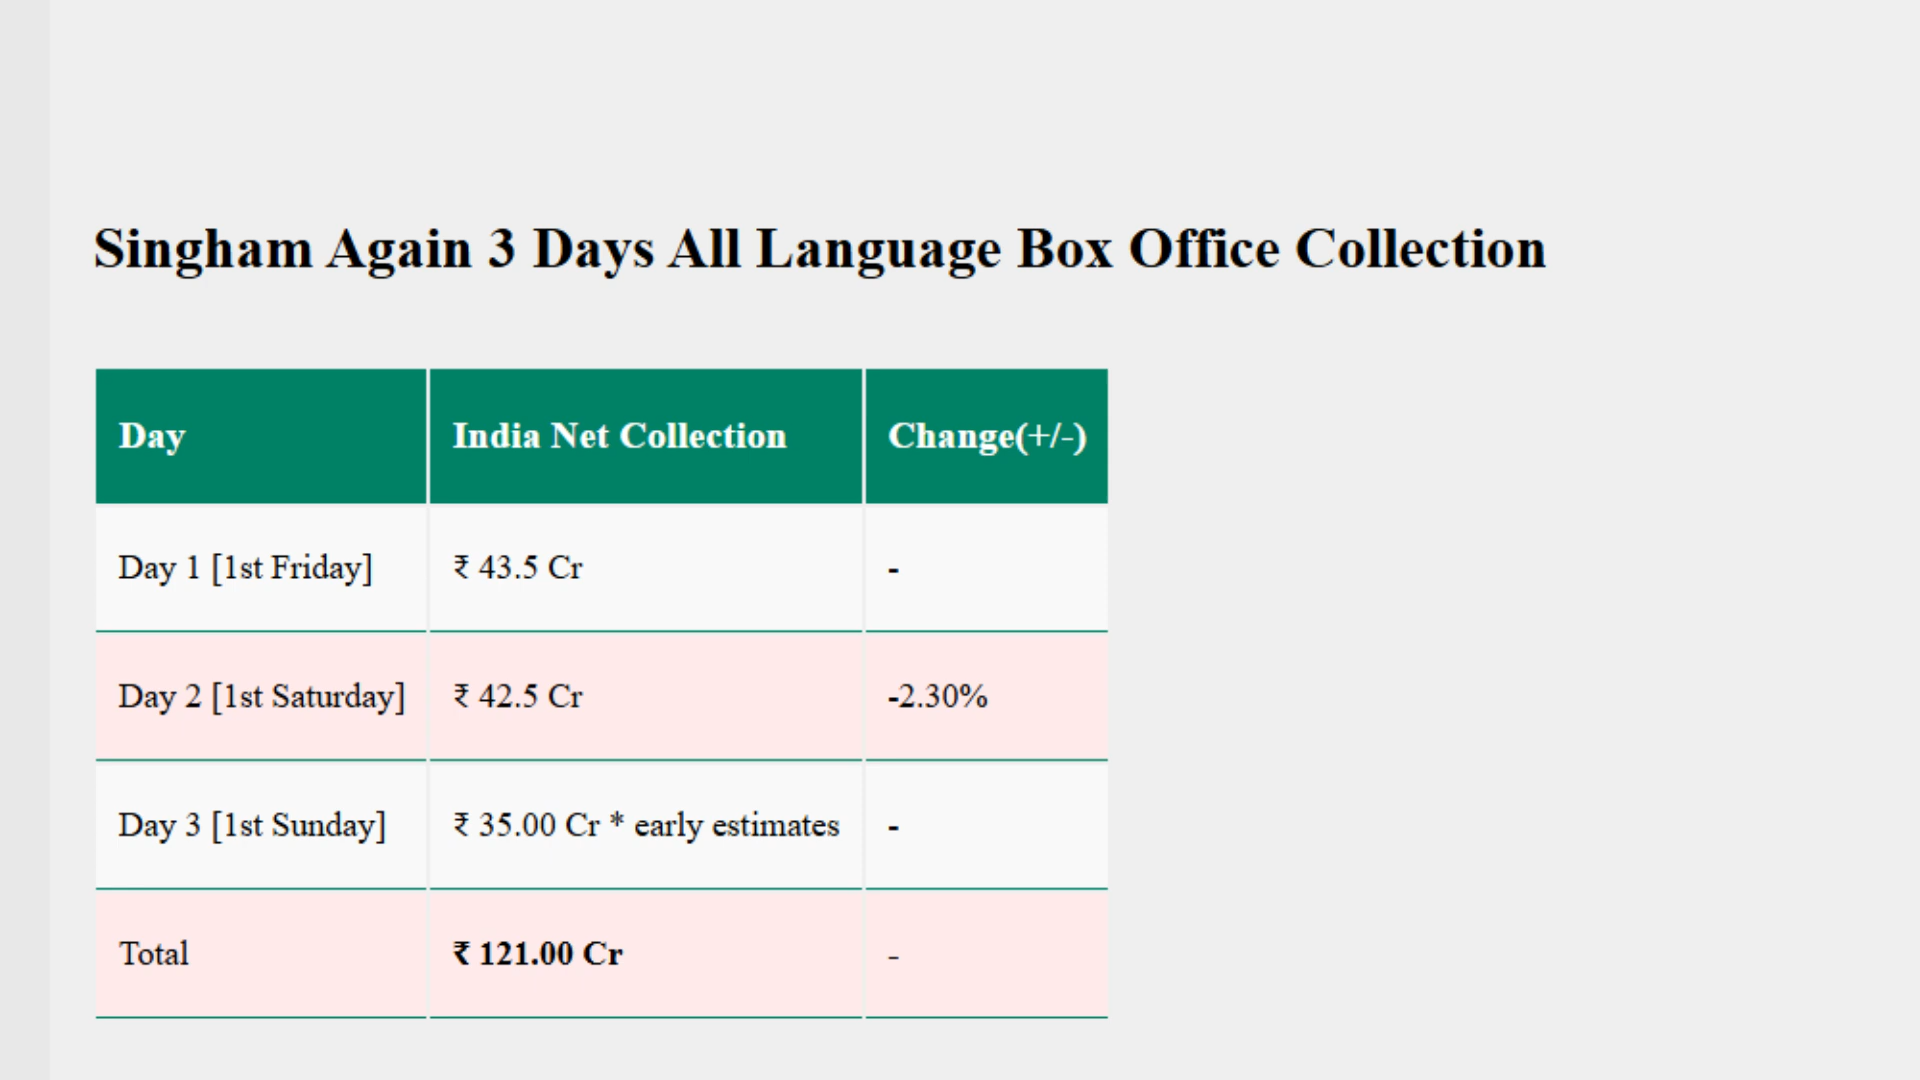 Singham Again 3 Days All Language Box Office Collection
Day India Net Collection Change(+/-)
Day 1 [1st Friday] ₹ 43.5 Cr -
Day 2 [1st Saturday] ₹ 42.5 Cr -2.30%
Day 3 [1st Sunday] ₹ 35.00 Cr * early estimates -
Total ₹ 121.00 Cr -